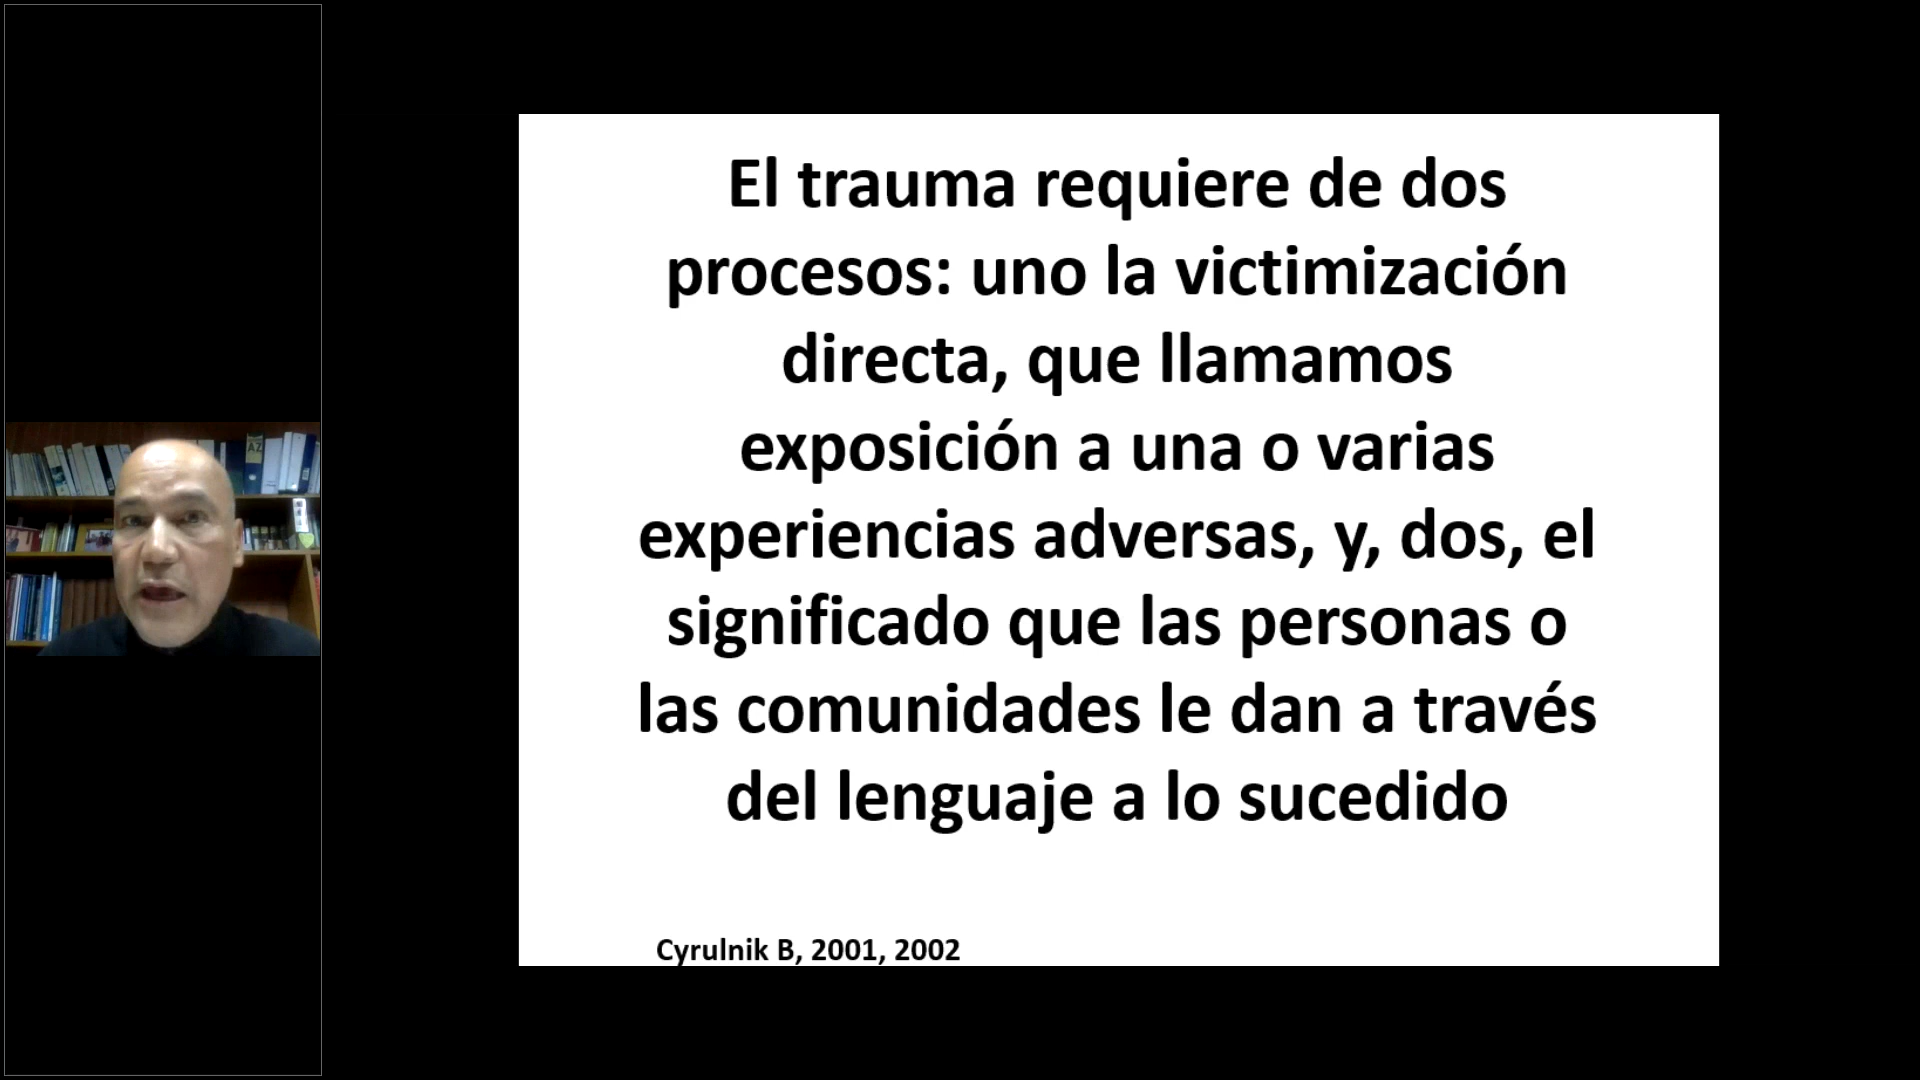 El trauma requiere de dos
procesos: uno la victimización
directa, que llamamos
exposición a una o varias
experiencias adversas, y, dos, el
significado que las personas o
las comunidades le dan a través
del lenguaje a lo sucedido
Cyrulnik B, 2001, 2002
AZ